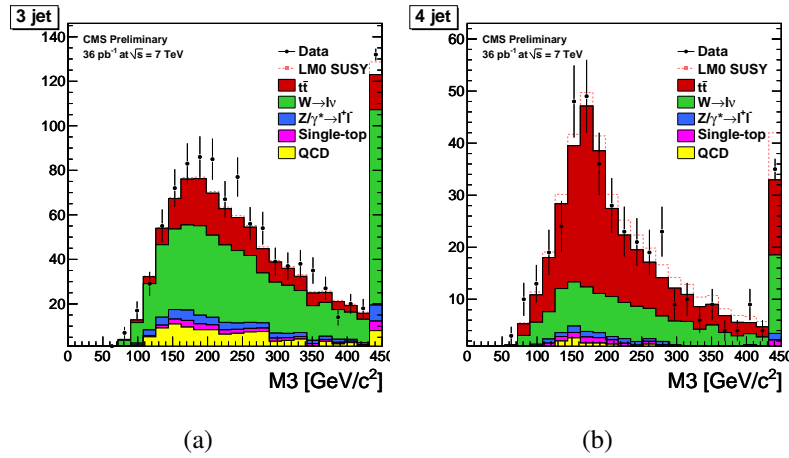 3 jet
CMS Preliminary
36 pb⁻¹ at √s = 7 TeV
Data
LM0 SUSY
tt̄
W→lν
Z/γ*→l⁺l⁻
Single-top
QCD
140
120
100
80
60
40
20
0 50 100 150 200 250 300 350 400 450
M3 [GeV/c²]
(a)
4 jet
CMS Preliminary
36 pb⁻¹ at √s = 7 TeV
Data
LM0 SUSY
tt̄
W→lν
Z/γ*→l⁺l⁻
Single-top
QCD
60
50
40
30
20
10
0 50 100 150 200 250 300 350 400 450
M3 [GeV/c²]
(b)